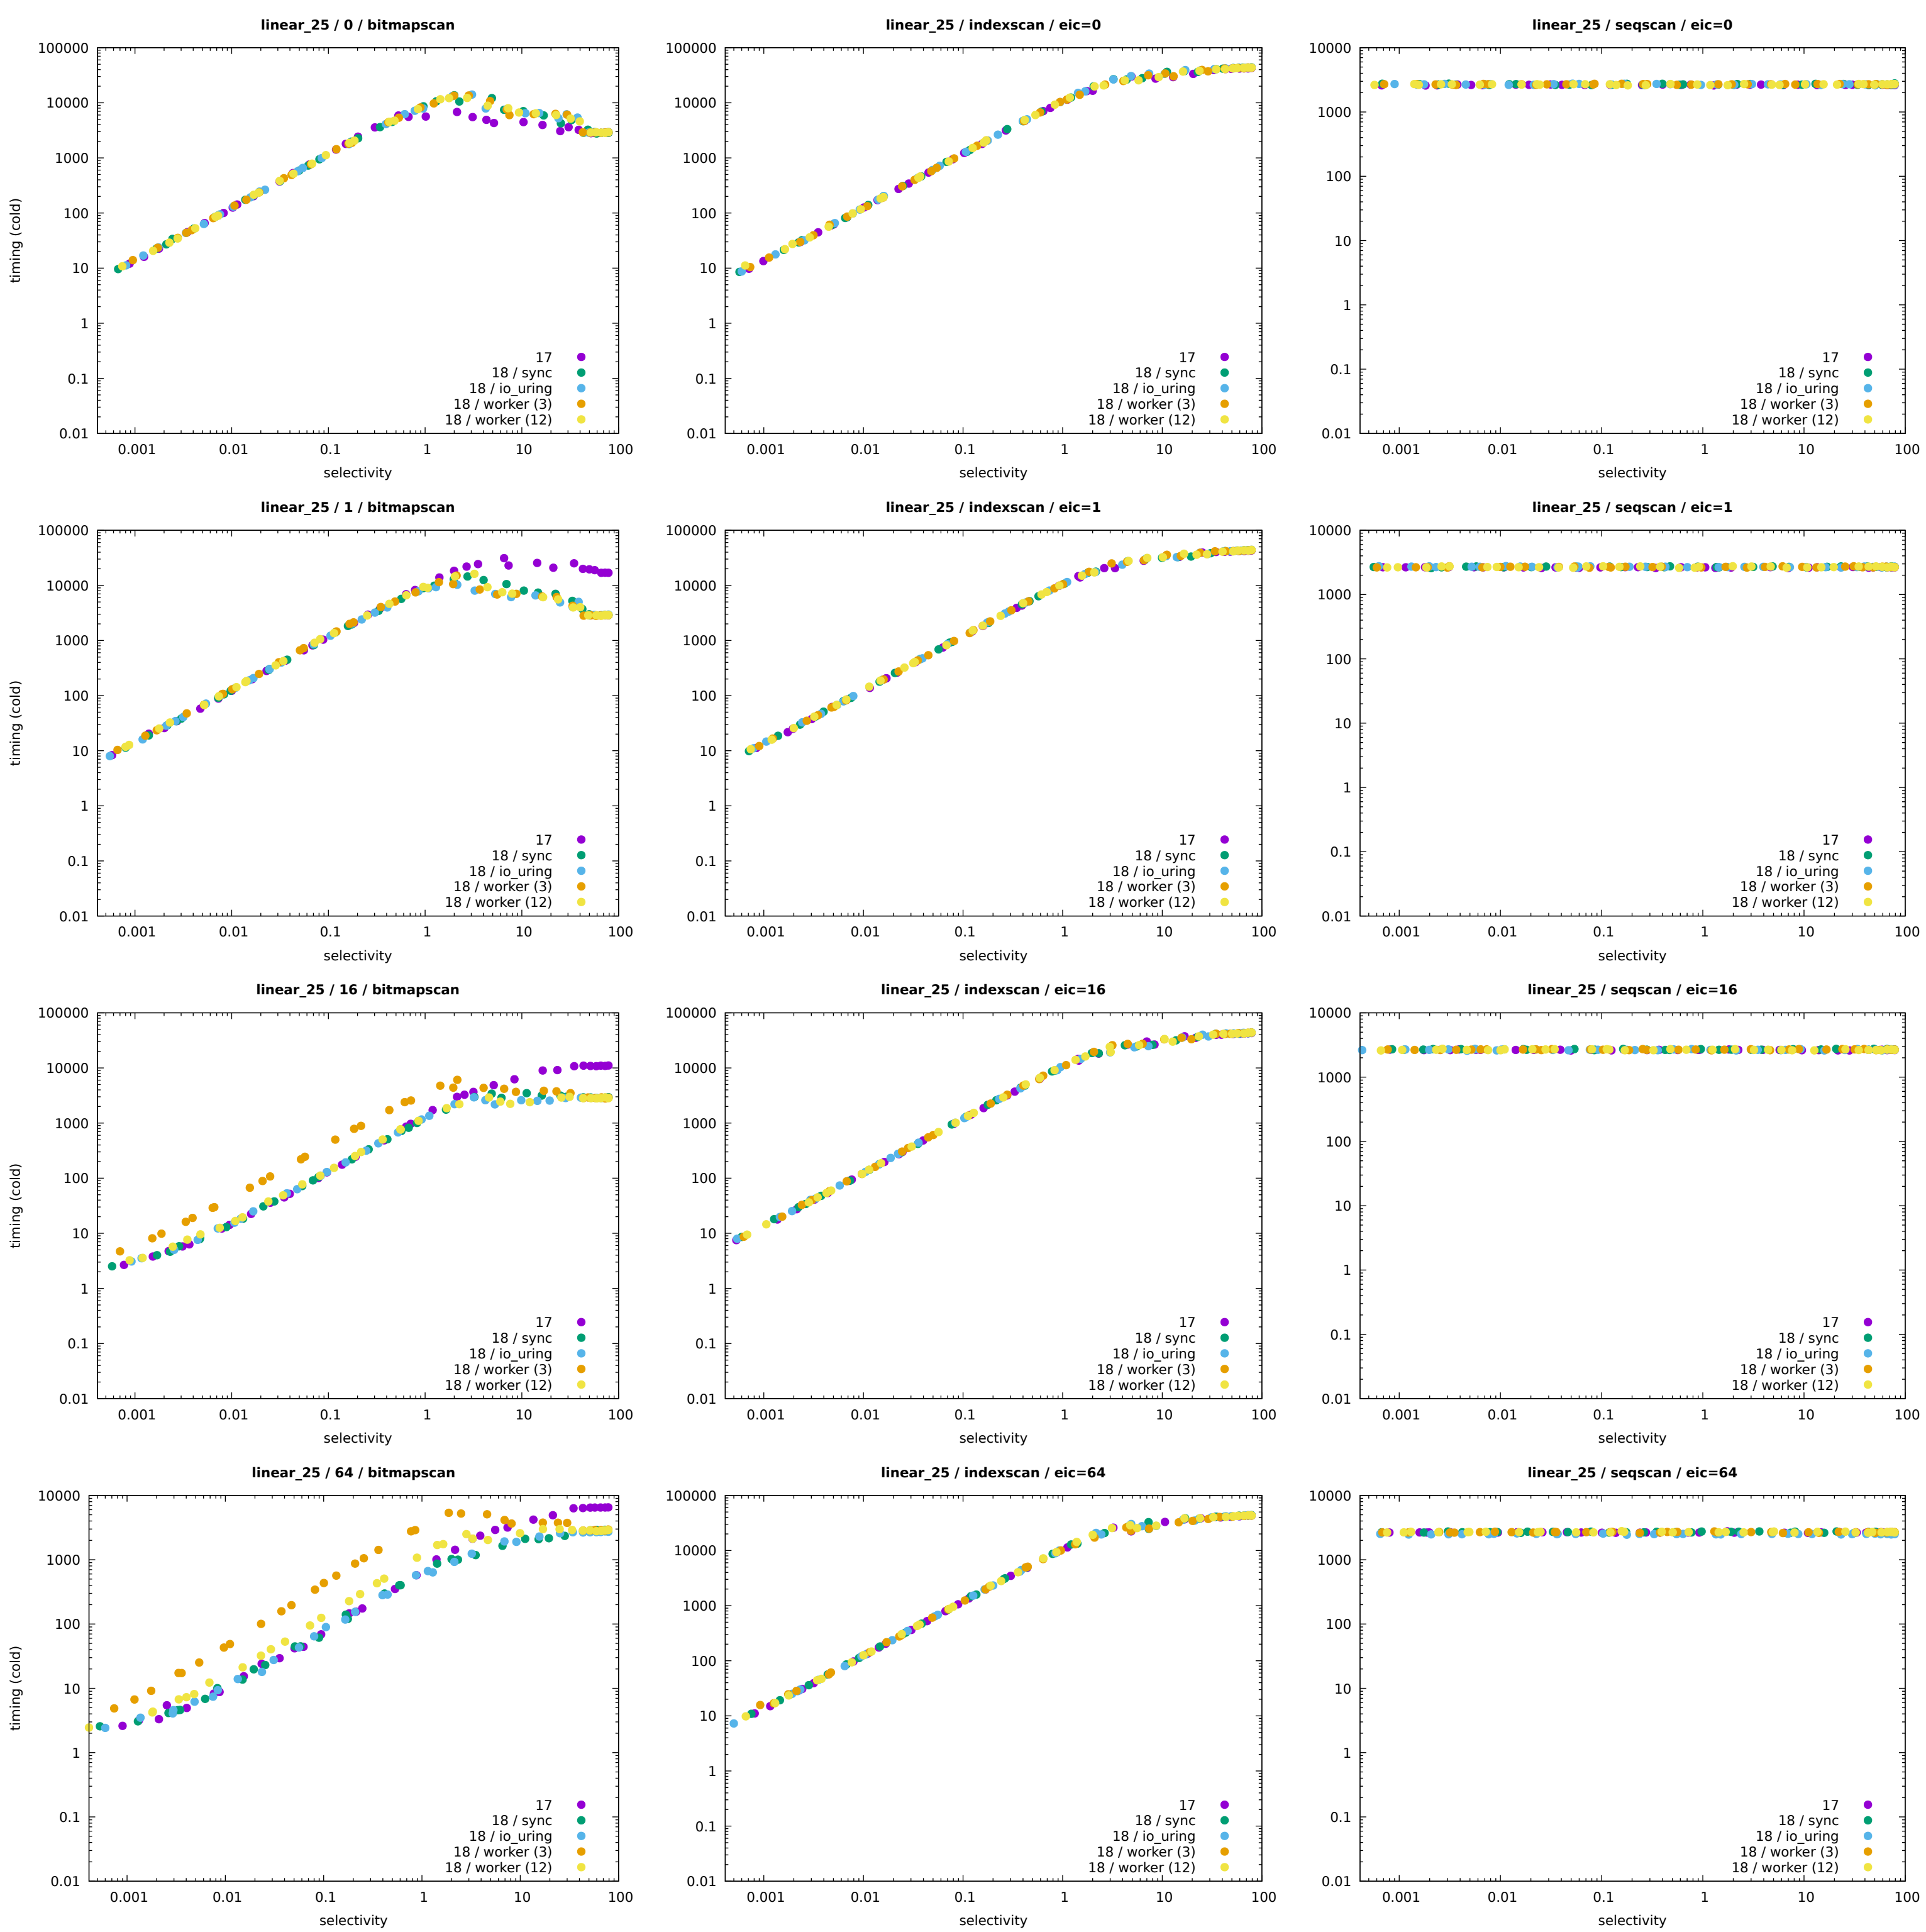 linear_25 / 0 / bitmapscan
100000
10000
1000
100
10
1
0.1
0.01
timing (cold)
17
18 / sync
18 / io_uring
18 / worker (3)
18 / worker (12)
0.001 0.01 0.1 1 10 100
selectivity
linear_25 / indexscan / eic=0
100000
10000
1000
100
10
1
0.1
0.01
17
18 / sync
18 / io_uring
18 / worker (3)
18 / worker (12)
0.001 0.01 0.1 1 10 100
selectivity
linear_25 / seqscan / eic=0
10000
1000
100
10
1
0.1
0.01
17
18 / sync
18 / io_uring
18 / worker (3)
18 / worker (12)
0.001 0.01 0.1 1 10 100
selectivity
linear_25 / 1 / bitmapscan
100000
10000
1000
100
10
1
0.1
0.01
timing (cold)
17
18 / sync
18 / io_uring
18 / worker (3)
18 / worker (12)
0.001 0.01 0.1 1 10 100
selectivity
linear_25 / indexscan / eic=1
100000
10000
1000
100
10
1
0.1
0.01
17
18 / sync
18 / io_uring
18 / worker (3)
18 / worker (12)
0.001 0.01 0.1 1 10 100
selectivity
linear_25 / seqscan / eic=1
10000
1000
100
10
1
0.1
0.01
17
18 / sync
18 / io_uring
18 / worker (3)
18 / worker (12)
0.001 0.01 0.1 1 10 100
selectivity
linear_25 / 16 / bitmapscan
100000
10000
1000
100
10
1
0.1
0.01
timing (cold)
17
18 / sync
18 / io_uring
18 / worker (3)
18 / worker (12)
0.001 0.01 0.1 1 10 100
selectivity
linear_25 / indexscan / eic=16
100000
10000
1000
100
10
1
0.1
0.01
17
18 / sync
18 / io_uring
18 / worker (3)
18 / worker (12)
0.001 0.01 0.1 1 10 100
selectivity
linear_25 / seqscan / eic=16
10000
1000
100
10
1
0.1
0.01
17
18 / sync
18 / io_uring
18 / worker (3)
18 / worker (12)
0.001 0.01 0.1 1 10 100
selectivity
linear_25 / 64 / bitmapscan
10000
1000
100
10
1
0.1
0.01
timing (cold)
17
18 / sync
18 / io_uring
18 / worker (3)
18 / worker (12)
0.001 0.01 0.1 1 10 100
selectivity
linear_25 / indexscan / eic=64
100000
10000
1000
100
10
1
0.1
0.01
17
18 / sync
18 / io_uring
18 / worker (3)
18 / worker (12)
0.001 0.01 0.1 1 10 100
selectivity
linear_25 / seqscan / eic=64
10000
1000
100
10
1
0.1
0.01
17
18 / sync
18 / io_uring
18 / worker (3)
18 / worker (12)
0.001 0.01 0.1 1 10 100
selectivity